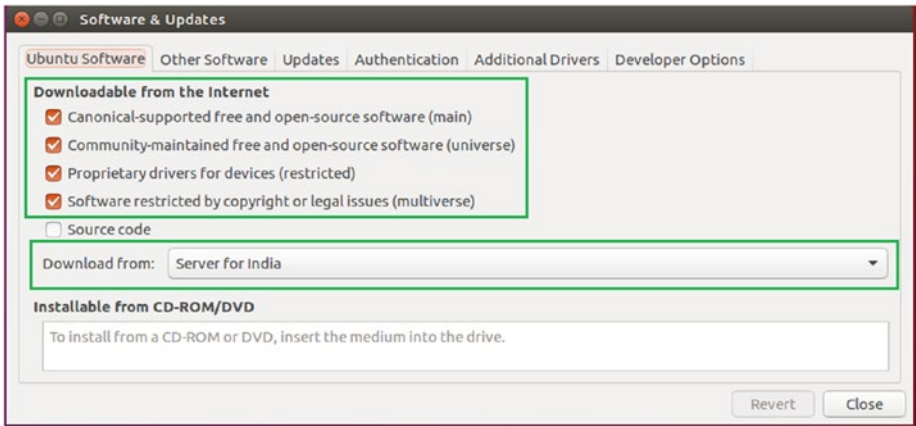 Software & Updates
Ubuntu Software Other Software Updates Authentication Additional Drivers Developer Options
Downloadable from the Internet
Canonical-supported free and open-source software (main)
Community-maintained free and open-source software (universe)
Proprietary drivers for devices (restricted)
Software restricted by copyright or legal issues (multiverse)
Source code
Download from: Server for India
Installable from CD-ROM/DVD
To install from a CD-ROM or DVD, insert the medium into the drive.
Revert Close